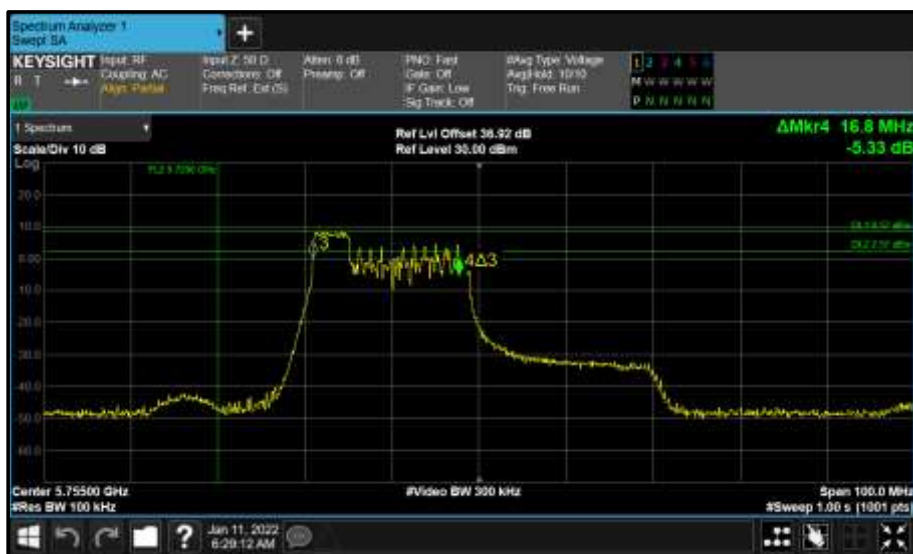 Spectrum Analyzer 1
Swept SA
+
KEYSIGHT
Input: RF
Input Z: 50 Ω
Atten: 0 dB
PNO: Fast
#Avg Type: Voltage
1 2 3 4 5 6
R T
Coupling: AC
Corrections: Off
Preamp: Off
Gate: Off
Avg|Hold: 10/10
M W W W W W
Align: Partial
Freq Ref: Ext (S)
IF Gain: Low
Trig: Free Run
Sig Track: Off
P N N N N N
1 Spectrum
Ref Lvl Offset 36.92 dB
ΔMkr4 16.8 MHz
Scale/Div 10 dB
Ref Level 30.00 dBm
-5.33 dB
Log
20.0
10.0
0.00
3
4Δ3
-10.0
-20.0
-30.0
-40.0
-50.0
-60.0
Center 5.75500 GHz
#Video BW 300 kHz
Span 100.0 MHz
#Res BW 100 kHz
#Sweep 1.00 s (1001 pts)
?
Jan 11, 2022
6:29:12 AM